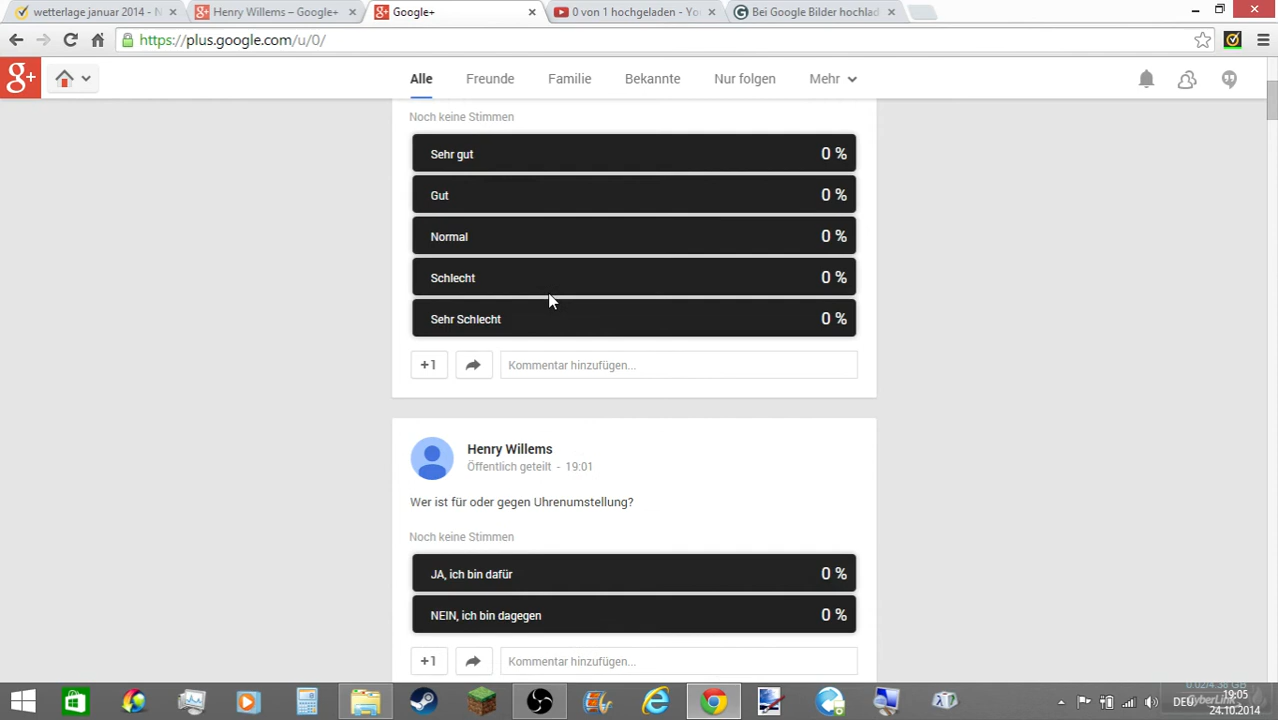 wetterlage januar 2014 - N
Henry Willems – Google+
Google+
0 von 1 hochgeladen - Yo
Bei Google Bilder hochlad
https://plus.google.com/u/0/
g+
Alle Freunde Familie Bekannte Nur folgen Mehr
Noch keine Stimmen
Sehr gut 0 %
Gut 0 %
Normal 0 %
Schlecht 0 %
Sehr Schlecht 0 %
+1 Kommentar hinzufügen...
Henry Willems
Öffentlich geteilt - 19:01
Wer ist für oder gegen Uhrenumstellung?
Noch keine Stimmen
JA, ich bin dafür 0 %
NEIN, ich bin dagegen 0 %
+1 Kommentar hinzufügen...
DEU 19:05
24.10.2014